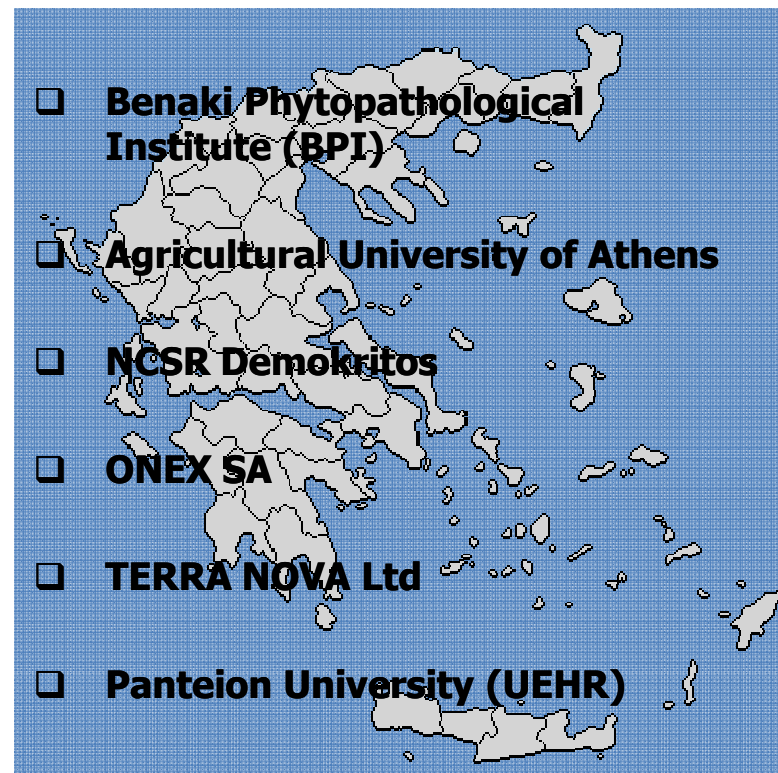 ❑ Benaki Phytopathological
Institute (BPI)
❑ Agricultural University of Athens
❑ NCSR Demokritos
❑ ONEX SA
❑ TERRA NOVA Ltd
❑ Panteion University (UEHR)